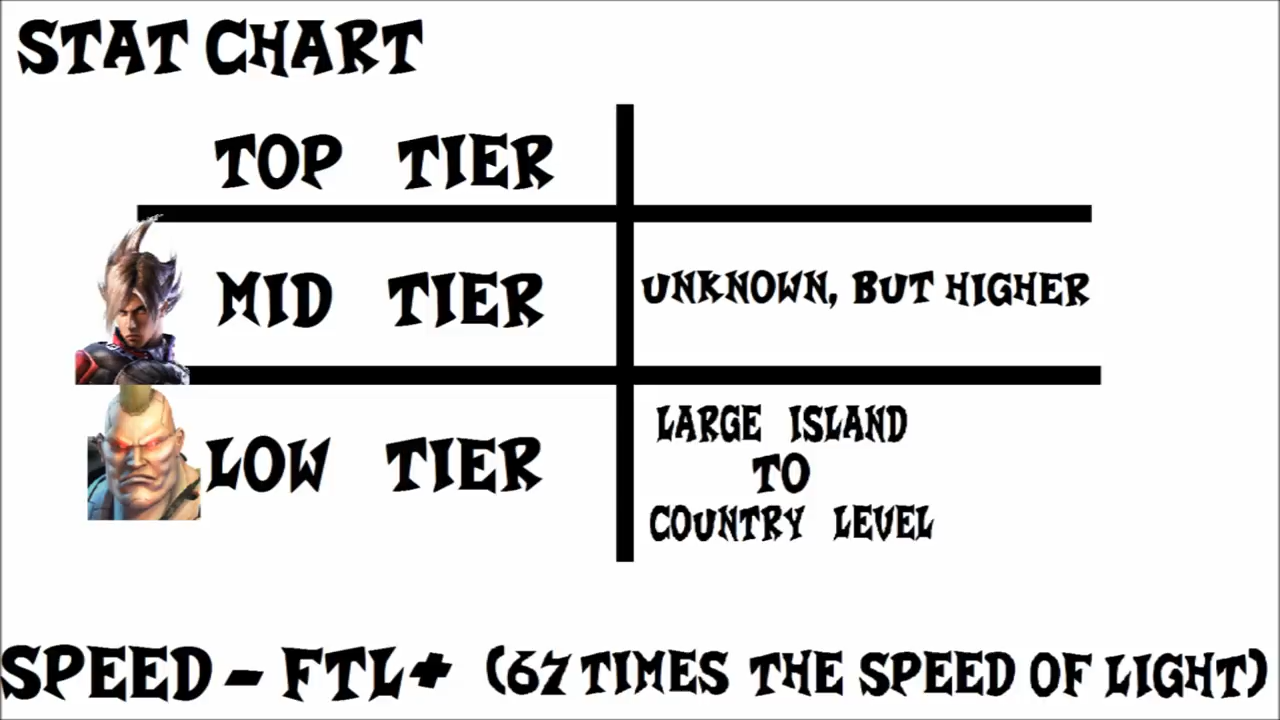 STAT CHART
TOP TIER
MID TIER
UNKNOWN, BUT HIGHER
LOW TIER
LARGE ISLAND
TO
COUNTRY LEVEL
SPEED - FTL+ (67 TIMES THE SPEED OF LIGHT)